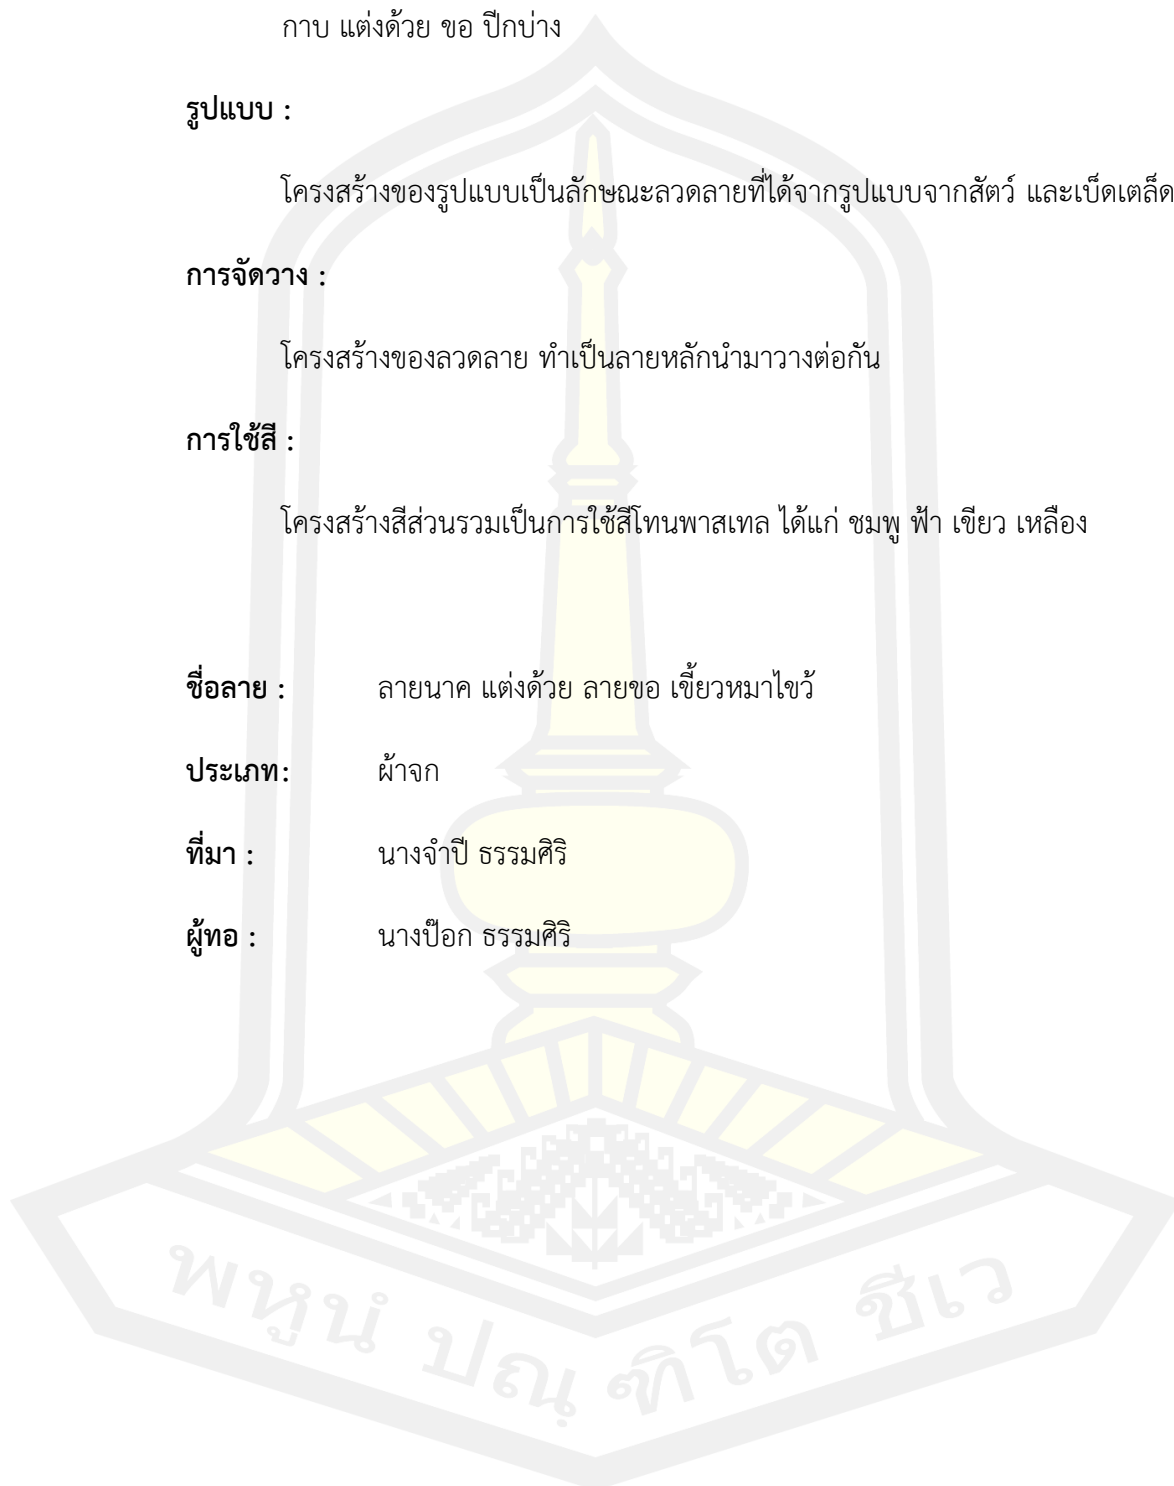 กาบ แต่งด้วย ขอ ปีกบ่าง
รูปแบบ :
โครงสร้างของรูปแบบเป็นลักษณะลวดลายที่ได้จากรูปแบบจากสัตว์ และเบ็ดเตล็ด
การจัดวาง :
โครงสร้างของลวดลาย ทำเป็นลายหลักนำมาวางต่อกัน
การใช้สี :
โครงสร้างสีส่วนรวมเป็นการใช้สีโทนพาสเทล ได้แก่ ชมพู ฟ้า เขียว เหลือง
ชื่อลาย : ลายนาค แต่งด้วย ลายขอ เขี้ยวหมาไขว้
ประเภท: ผ้าจก
ที่มา : นางจำปี ธรรมศิริ
ผู้ทอ : นางป๊อก ธรรมศิริ
พหูนํ ปณฺฑิโต ชีเว